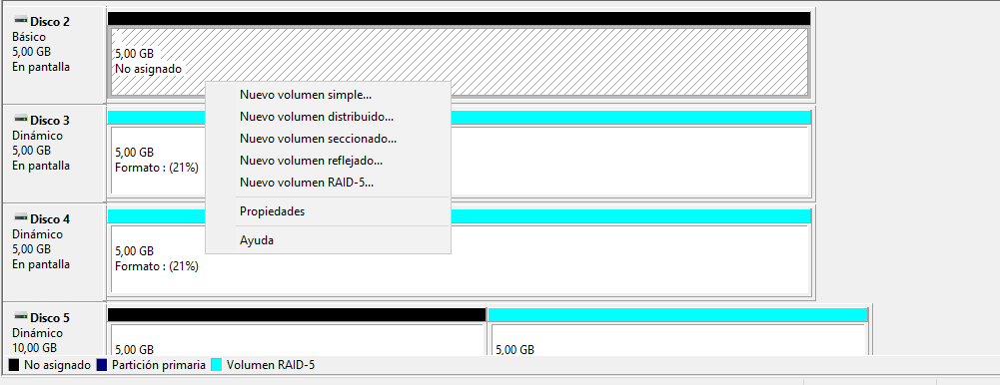 Disco 2
Básico
5,00 GB
En pantalla
5,00 GB
No asignado
Nuevo volumen simple...
Nuevo volumen distribuido...
Nuevo volumen seccionado...
Nuevo volumen reflejado...
Nuevo volumen RAID-5...
Propiedades
Ayuda
Disco 3
Dinámico
5,00 GB
En pantalla
5,00 GB
Formato : (21%)
Disco 4
Dinámico
5,00 GB
En pantalla
5,00 GB
Formato : (21%)
Disco 5
Dinámico
10,00 GB
5,00 GB
5,00 GB
No asignado
Partición primaria
Volumen RAID-5